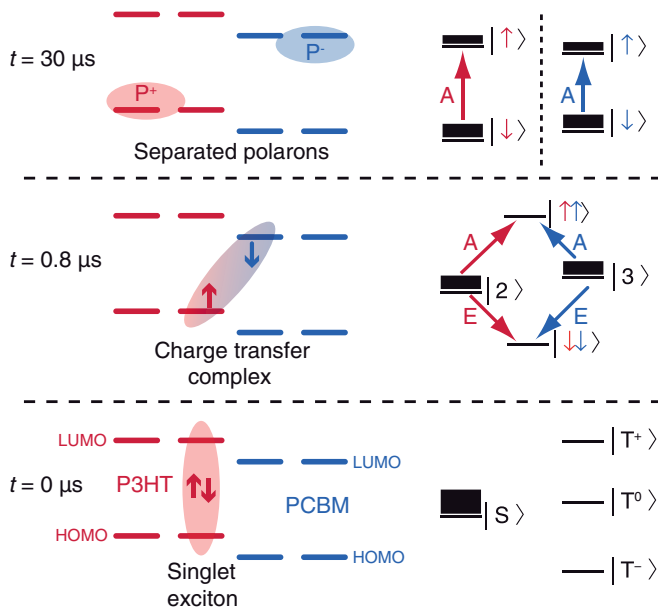 t = 30 μs
P⁺
P⁻
Separated polarons
A
|↑⟩
|↓⟩
A
|↑⟩
|↓⟩
t = 0.8 μs
Charge transfer
complex
|↑↑⟩
A
A
|2⟩
|3⟩
E
E
|↓↓⟩
t = 0 μs
LUMO
P3HT
HOMO
LUMO
PCBM
HOMO
Singlet
exciton
|S⟩
|T⁺⟩
|T⁰⟩
|T⁻⟩